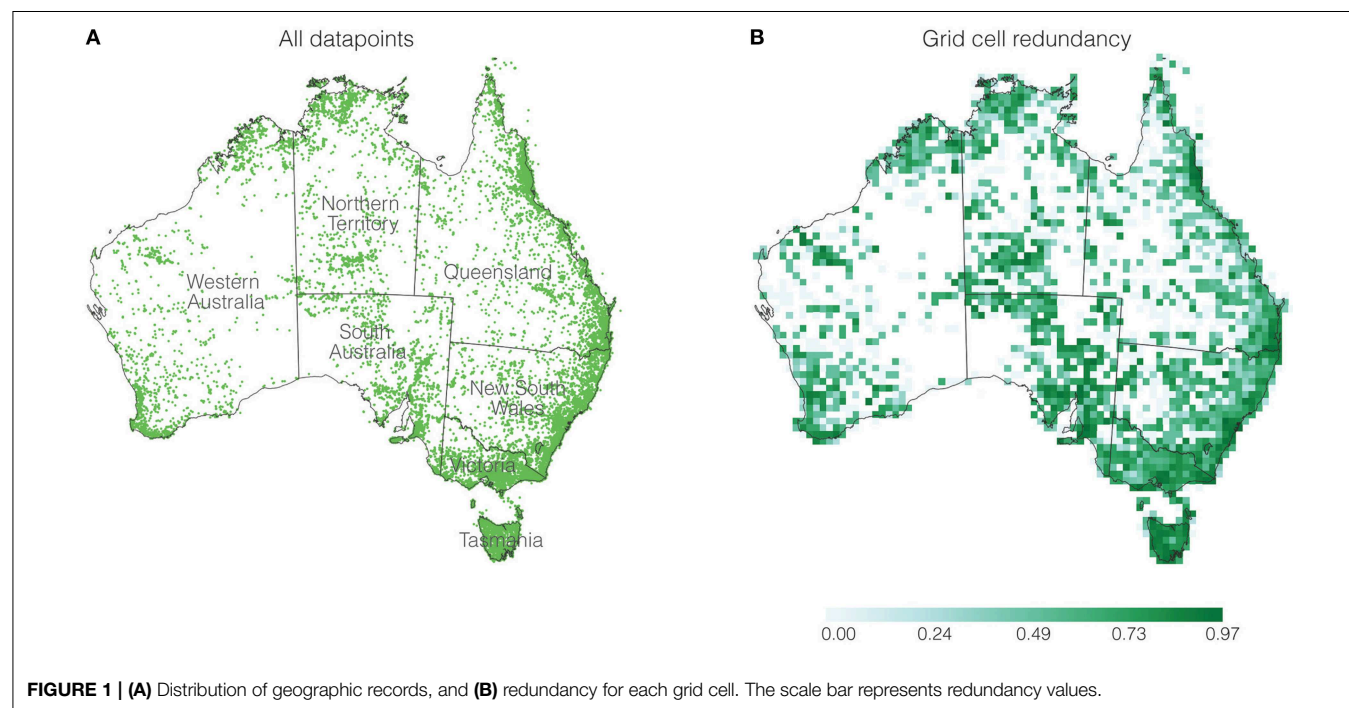 A
All datapoints
B
Grid cell redundancy
Northern
Territory
Western
Australia
Queensland
South
Australia
New South
Wales
Victoria
Tasmania
0.00
0.24
0.49
0.73
0.97
FIGURE 1 | (A) Distribution of geographic records, and (B) redundancy for each grid cell. The scale bar represents redundancy values.